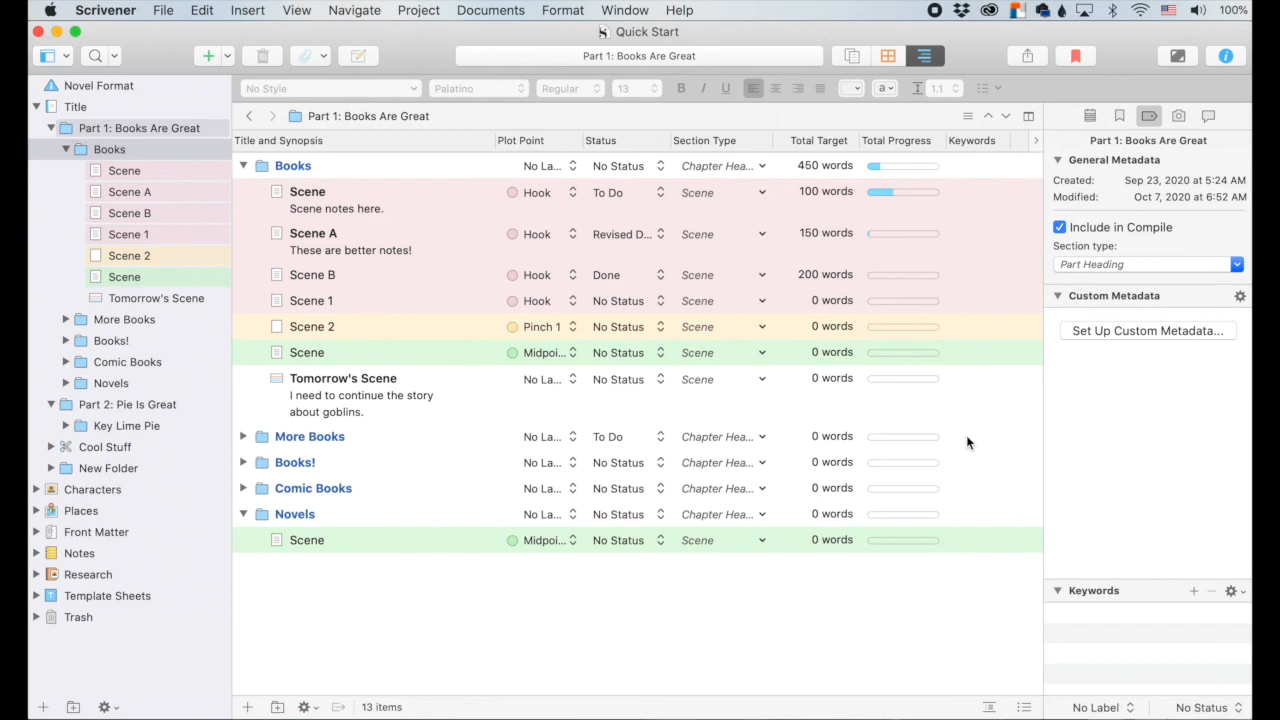 Scrivener File Edit Insert View Navigate Project Documents Format Window Help 100%
Quick Start
Part 1: Books Are Great
No Style Palatino Regular 13 B I U a 1.1
Novel Format
Title
Part 1: Books Are Great
Books
Scene
Scene A
Scene B
Scene 1
Scene 2
Scene
Tomorrow's Scene
More Books
Books!
Comic Books
Novels
Part 2: Pie Is Great
Key Lime Pie
Cool Stuff
New Folder
Characters
Places
Front Matter
Notes
Research
Template Sheets
Trash
Part 1: Books Are Great
Title and Synopsis Plot Point Status Section Type Total Target Total Progress Keywords
Books No La... No Status Chapter Hea... 450 words
Scene Hook To Do Scene 100 words
Scene notes here.
Scene A Hook Revised D... Scene 150 words
These are better notes!
Scene B Hook Done Scene 200 words
Scene 1 Hook No Status Scene 0 words
Scene 2 Pinch 1 No Status Scene 0 words
Scene Midpoi... No Status Scene 0 words
Tomorrow's Scene No La... No Status Scene 0 words
I need to continue the story
about goblins.
More Books No La... To Do Chapter Hea... 0 words
Books! No La... No Status Chapter Hea... 0 words
Comic Books No La... No Status Chapter Hea... 0 words
Novels No La... No Status Chapter Hea... 0 words
Scene Midpoi... No Status Scene 0 words
13 items
Part 1: Books Are Great
General Metadata
Created: Sep 23, 2020 at 5:24 AM
Modified: Oct 7, 2020 at 6:52 AM
Include in Compile
Section type:
Part Heading
Custom Metadata
Set Up Custom Metadata...
Keywords
No Label No Status